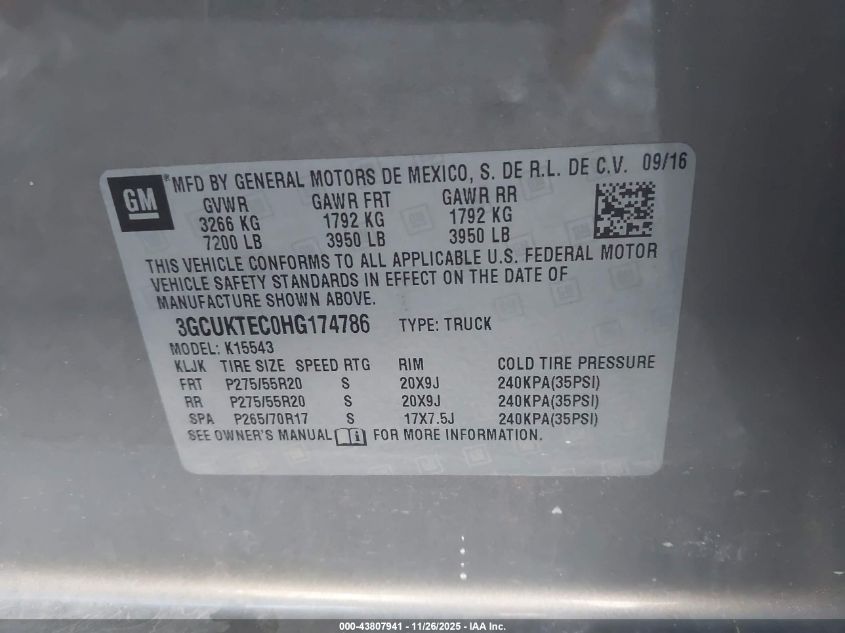 GM ® MFD BY GENERAL MOTORS DE MEXICO, S. DE R.L. DE C.V. 09/16
GVWR GAWR FRT GAWR RR
3266 KG 1792 KG 1792 KG
7200 LB 3950 LB 3950 LB
THIS VEHICLE CONFORMS TO ALL APPLICABLE U.S. FEDERAL MOTOR
VEHICLE SAFETY STANDARDS IN EFFECT ON THE DATE OF
MANUFACTURE SHOWN ABOVE.
3GCUKTEC0HG174786 TYPE: TRUCK
MODEL: K15543
KLJK TIRE SIZE SPEED RTG RIM COLD TIRE PRESSURE
FRT P275/55R20 S 20X9J 240KPA(35PSI)
RR P275/55R20 S 20X9J 240KPA(35PSI)
SPA P265/70R17 S 17X7.5J 240KPA(35PSI)
SEE OWNER'S MANUAL FOR MORE INFORMATION.
000-43807941 - 11/26/2025 - IAA Inc.